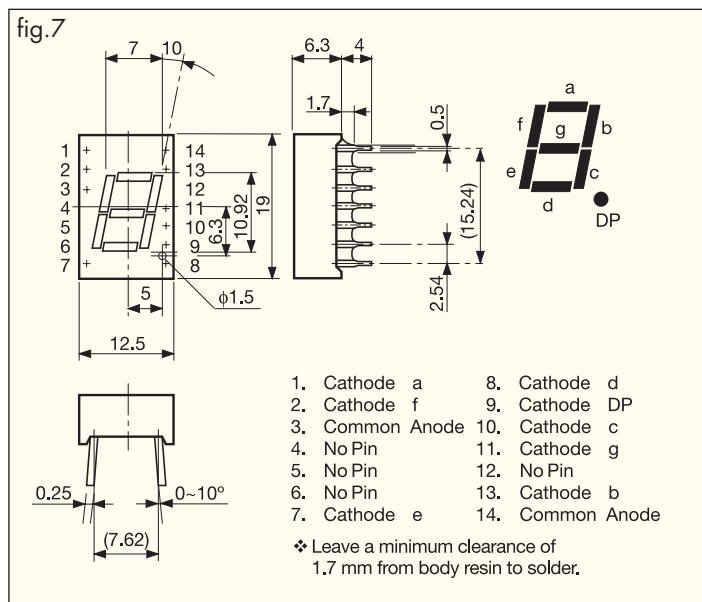 fig.7
7 10
6.3 4
1.7
0.5
a
f g b
e c
d
DP
1 14
2 13
3 12
4 11
5 10
6 9
7 8
10.92
6.3
19
(15.24)
2.54
5
φ1.5
12.5
0.25
0~10º
(7.62)
1. Cathode a
2. Cathode f
3. Common Anode
4. No Pin
5. No Pin
6. No Pin
7. Cathode e
8. Cathode d
9. Cathode DP
10. Cathode c
11. Cathode g
12. No Pin
13. Cathode b
14. Common Anode
❖ Leave a minimum clearance of
1.7 mm from body resin to solder.